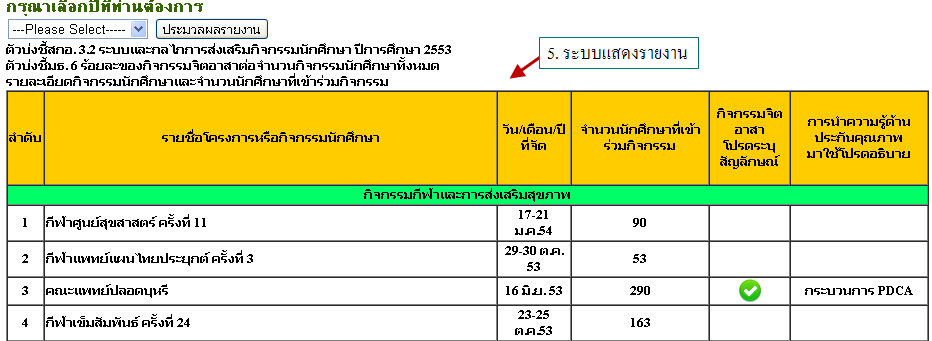 กรุณาเลือกปีที่ท่านต้องการ
---Please Select-----
ประมวลผลรายงาน
ตัวบ่งชี้สกอ. 3.2 ระบบและกลไกการส่งเสริมกิจกรรมนักศึกษา ปีการศึกษา 2553
ตัวบ่งชี้มธ. 6 ร้อยละของกิจกรรมจิตอาสาต่อจำนวนกิจกรรมนักศึกษาทั้งหมด
รายละเอียดกิจกรรมนักศึกษาและจำนวนนักศึกษาที่เข้าร่วมกิจกรรม
5. ระบบแสดงรายงาน
ลำดับ
รายชื่อโครงการหรือกิจกรรมนักศึกษา
วัน/เดือน/ปี
ที่จัด
จำนวนนักศึกษาที่เข้า
ร่วมกิจกรรม
กิจกรรมจิต
อาสา
โปรดระบุ
สัญลักษณ์
การนำความรู้ด้าน
ประกันคุณภาพ
มาใช้โปรดอธิบาย
กิจกรรมกีฬาและการส่งเสริมสุขภาพ
1 กีฬาศูนย์สุขศาสตร์ ครั้งที่ 11
17-21
ม.ค.54
90
2 กีฬาแพทย์แผนไทยประยุกต์ ครั้งที่ 3
29-30 ต.ค.
53
53
3 คณะแพทย์ปลอดบุหรี่ 16 มิ.ย. 53 290 กระบวนการ PDCA
4 กีฬาเข็มสัมพันธ์ ครั้งที่ 24
23-25
ต.ค.53
163